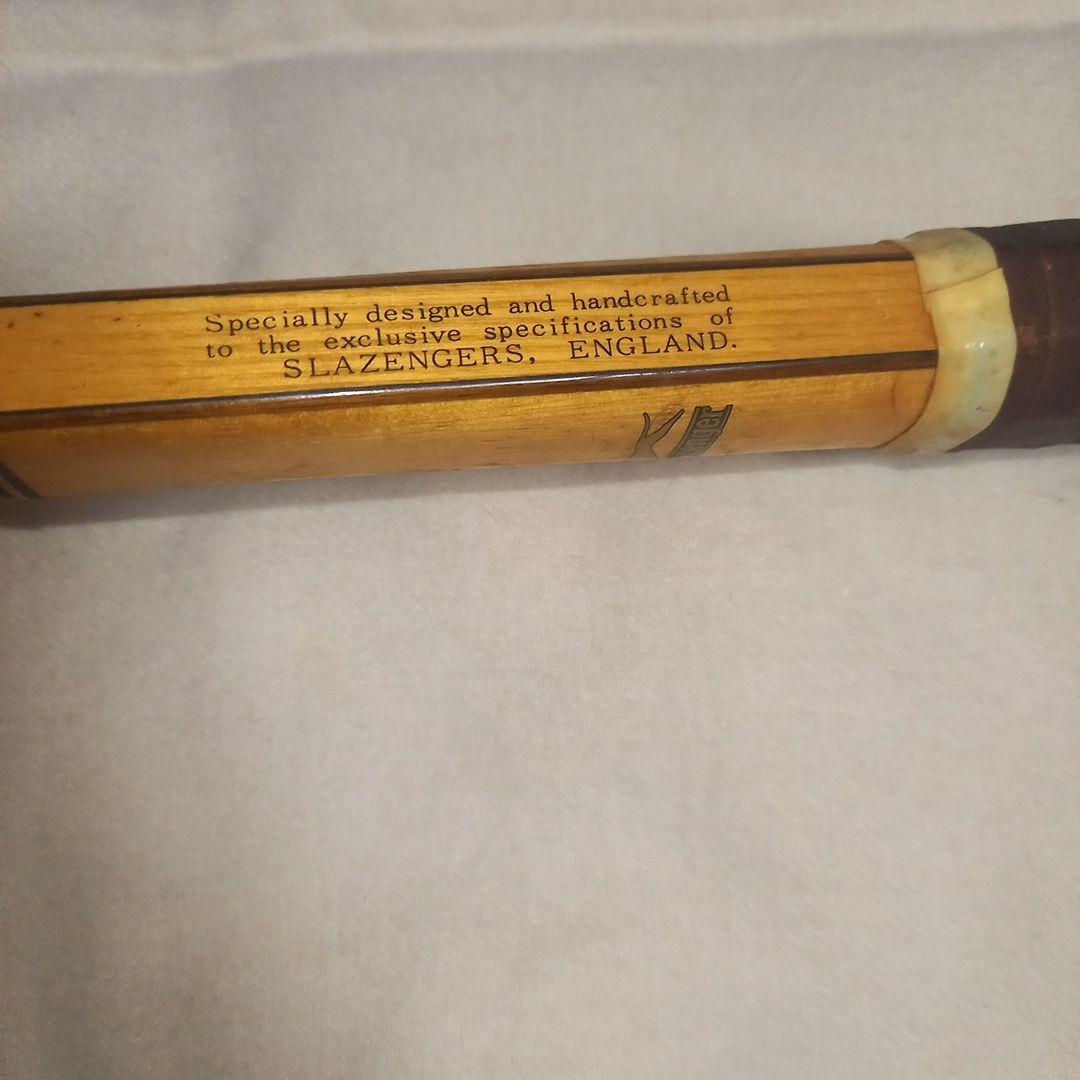 Specially designed and handcrafted
to the exclusive specifications of
SLAZENGERS, ENGLAND.